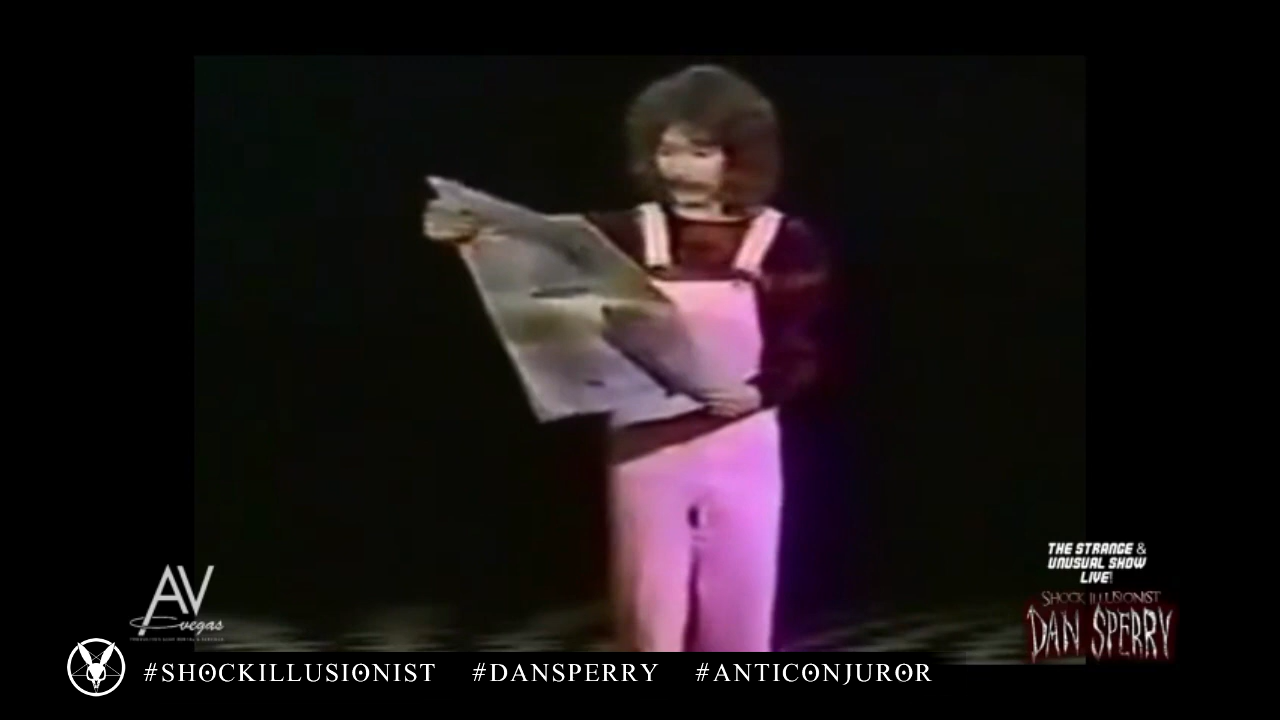 THE STRANGE &
UNUSUAL SHOW
LIVE!
SHOCK ILLUSIONIST
DAN SPERRY
AV
vegas
#SHOCKILLUSIONIST #DANSPERRY #ANTICONJUROR